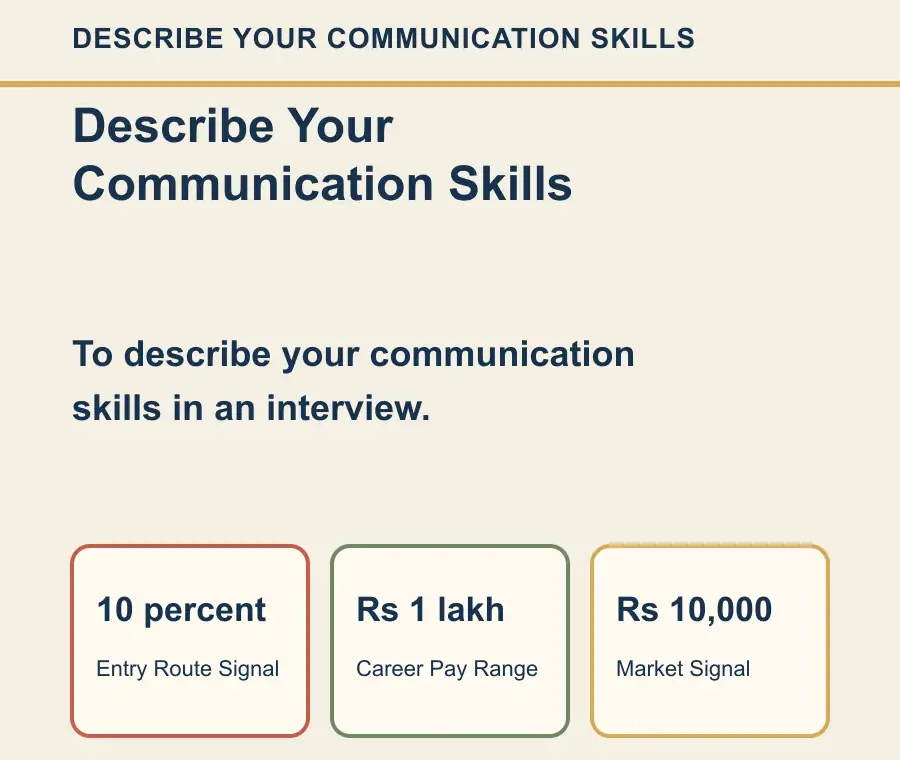 DESCRIBE YOUR COMMUNICATION SKILLS
Describe Your
Communication Skills
To describe your communication
skills in an interview.
10 percent
Entry Route Signal
Rs 1 lakh
Career Pay Range
Rs 10,000
Market Signal